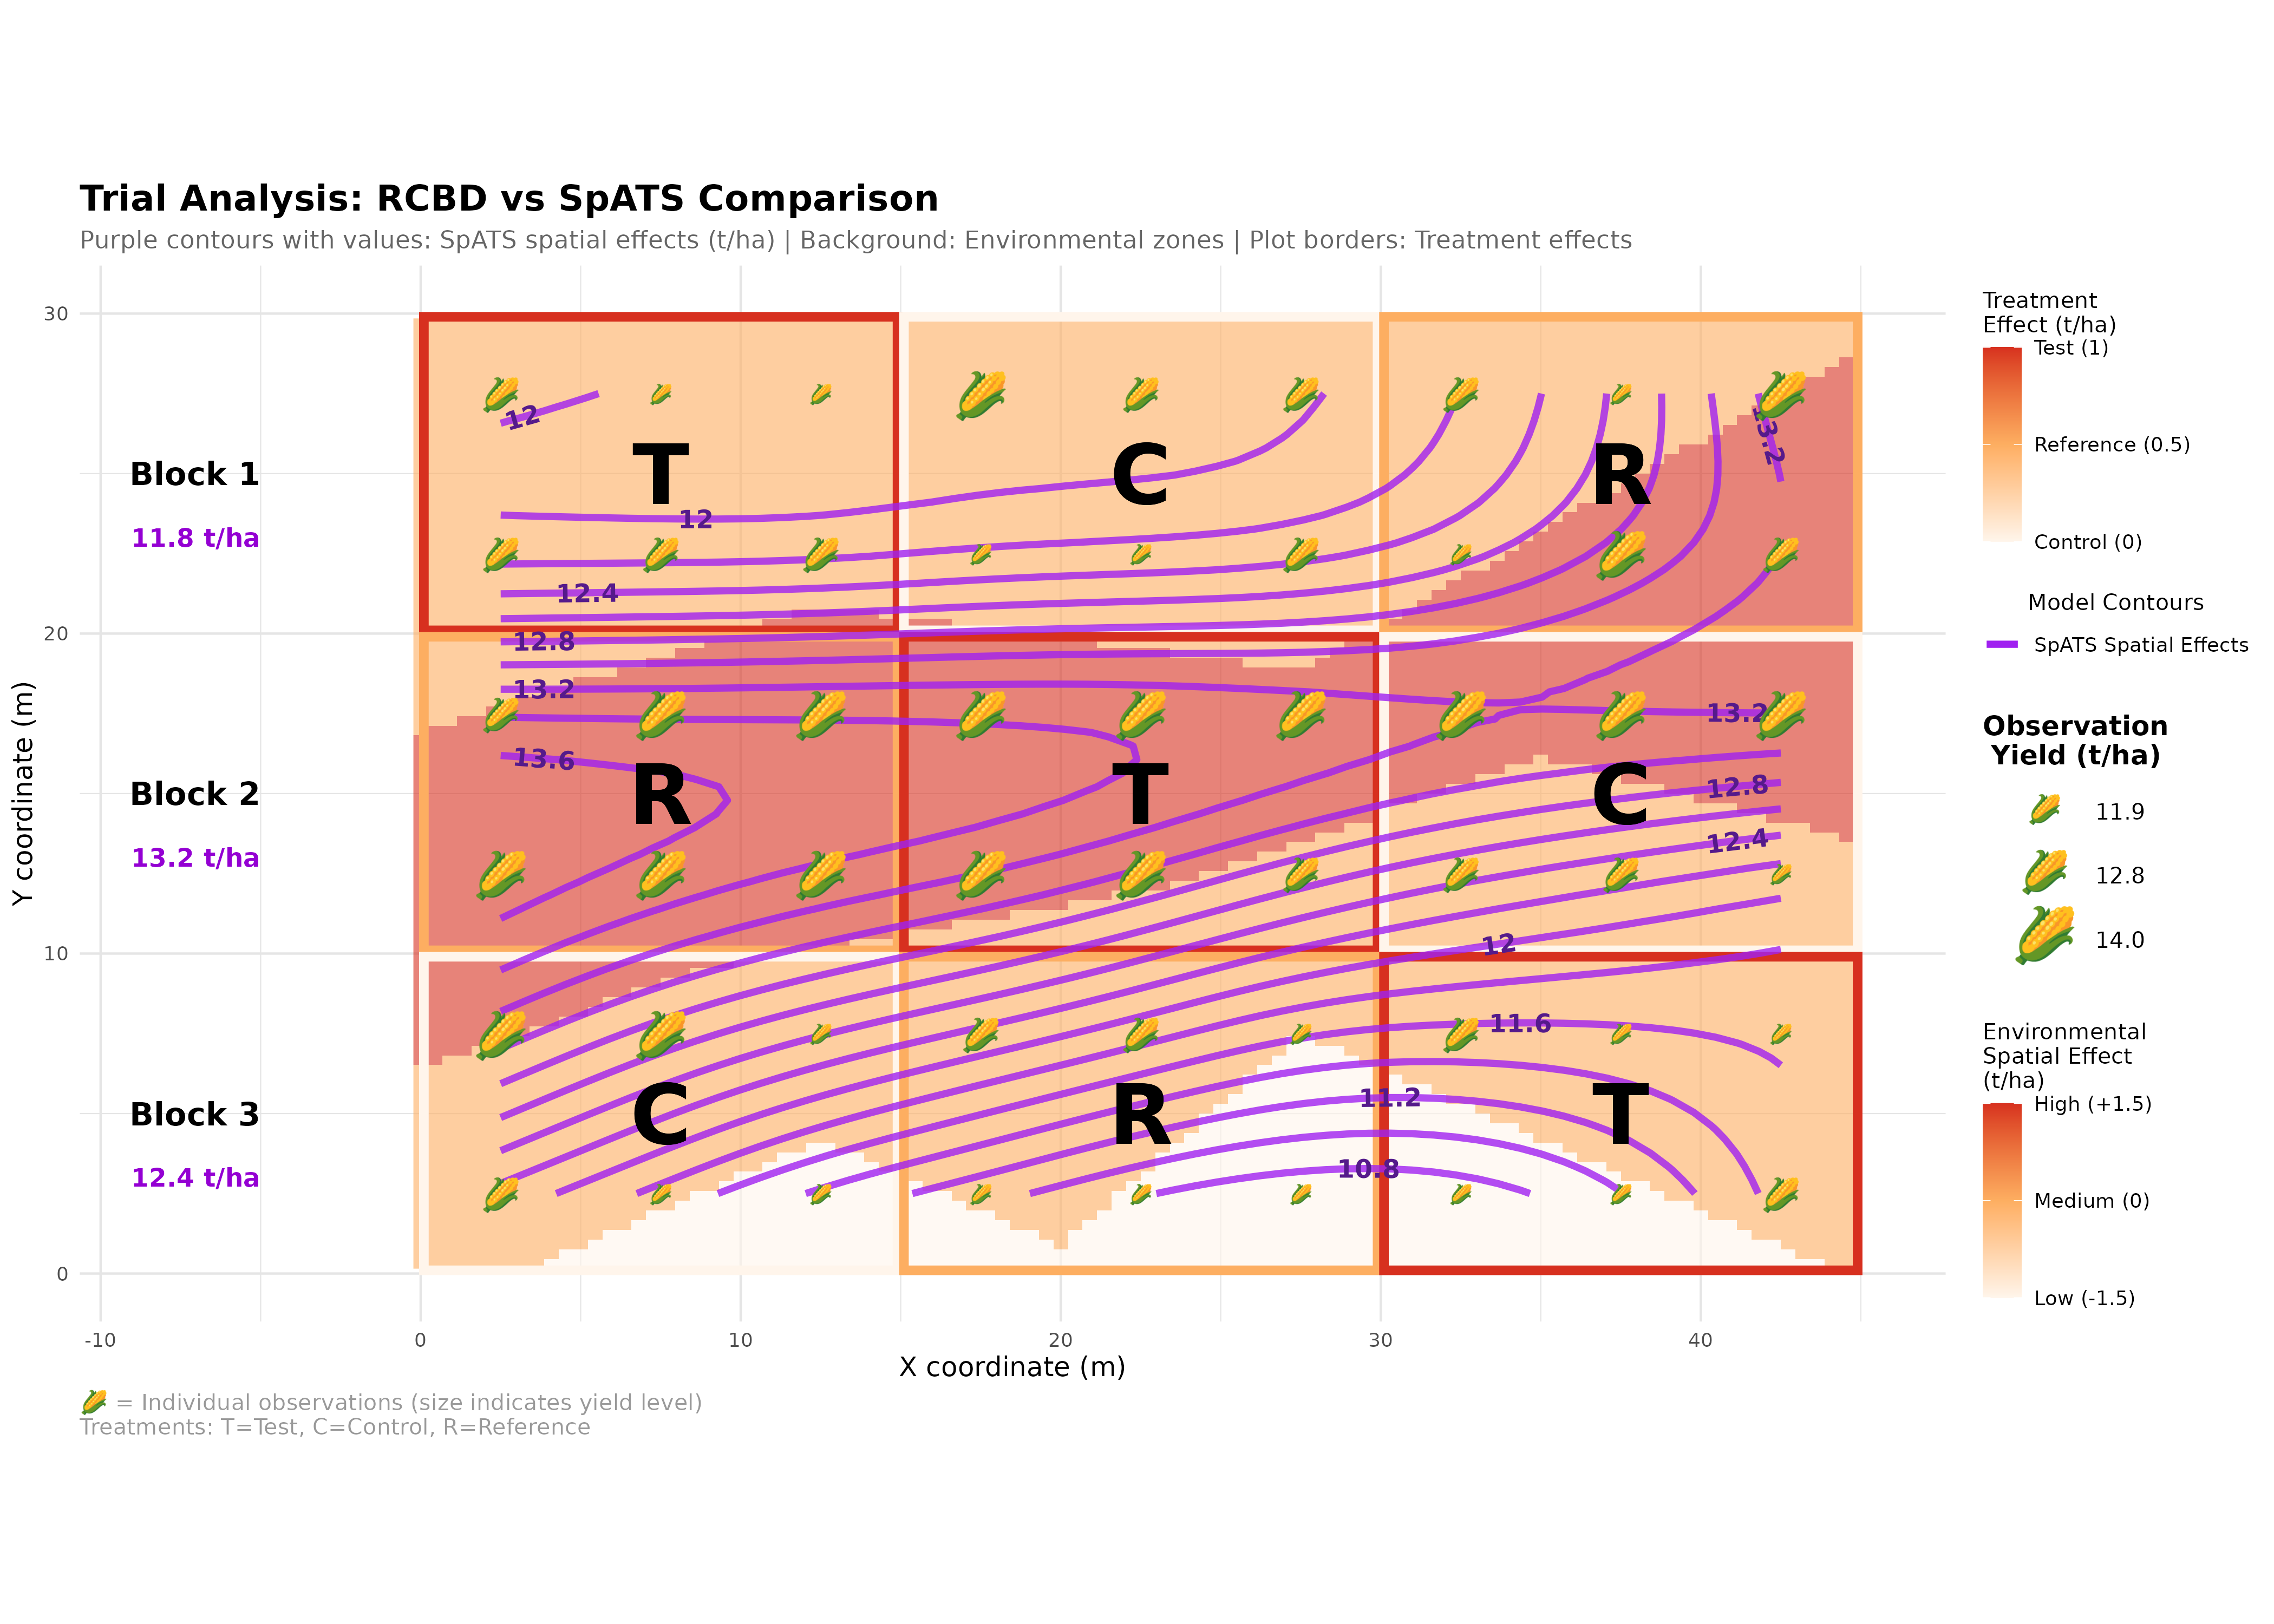 Trial Analysis: RCBD vs SpATS Comparison
Purple contours with values: SpATS spatial effects (t/ha) | Background: Environmental zones | Plot borders: Treatment effects
30
20
10
0
Y coordinate (m)
Block 1
11.8 t/ha
Block 2
13.2 t/ha
Block 3
12.4 t/ha
T
C
R
R
T
C
C
R
T
12
13.2
12
12.4
12.8
13.2
13.2
13.6
12.8
12.4
12
11.6
11.2
10.8
-10
0
10
20
30
40
X coordinate (m)
🌽 = Individual observations (size indicates yield level)
Treatments: T=Test, C=Control, R=Reference
Treatment
Effect (t/ha)
Test (1)
Reference (0.5)
Control (0)
Model Contours
SpATS Spatial Effects
Observation
Yield (t/ha)
11.9
12.8
14.0
Environmental
Spatial Effect
(t/ha)
High (+1.5)
Medium (0)
Low (-1.5)